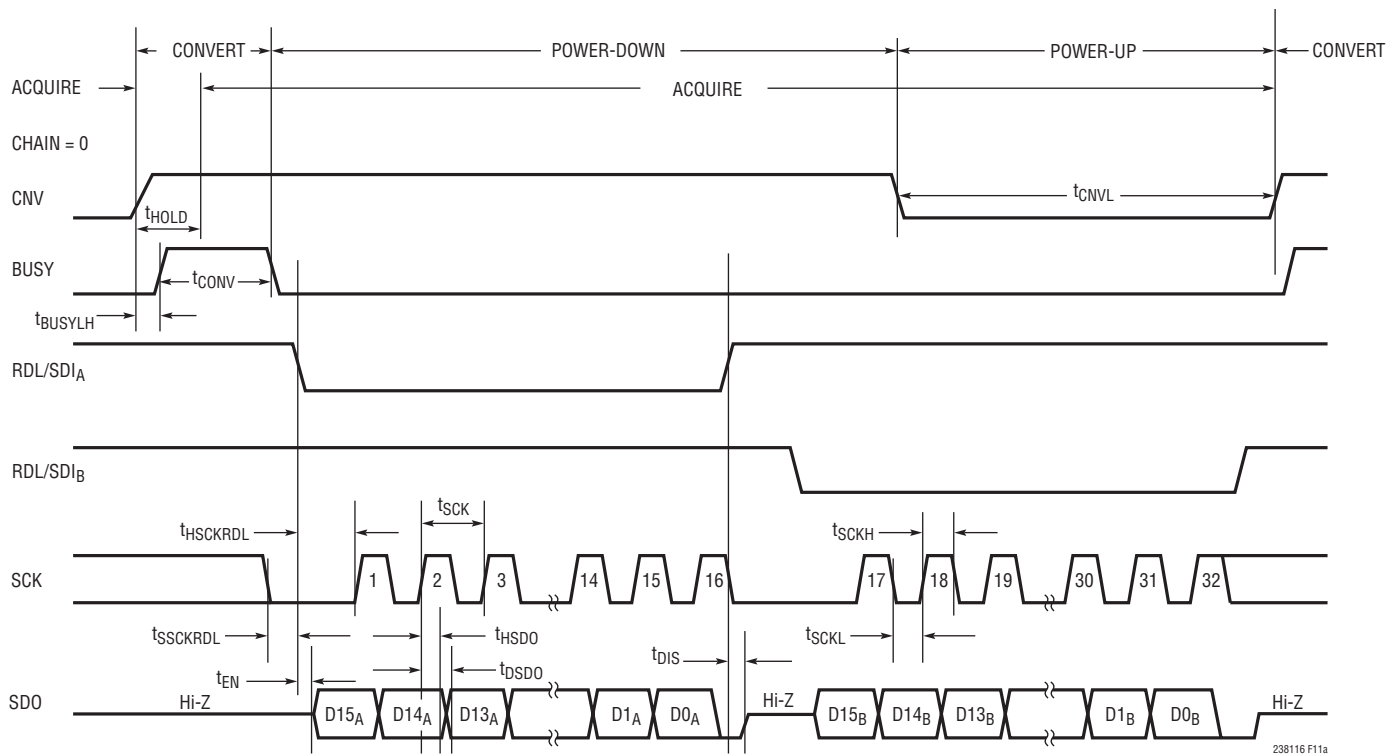 CONVERT POWER-DOWN POWER-UP CONVERT
ACQUIRE ACQUIRE
CHAIN = 0
CNV tCNVL
tHOLD
BUSY
tCONV
tBUSYLH
RDL/SDIA
RDL/SDIB
tSCK
tHSCKRDL tSCKH
SCK 1 2 3 14 15 16 17 18 19 30 31 32
tSSCKRDL tHSDO tSCKL
tDIS
tDSDO
tEN
SDO Hi-Z D15A D14A D13A D1A D0A Hi-Z D15B D14B D13B D1B D0B Hi-Z
238116 F11a